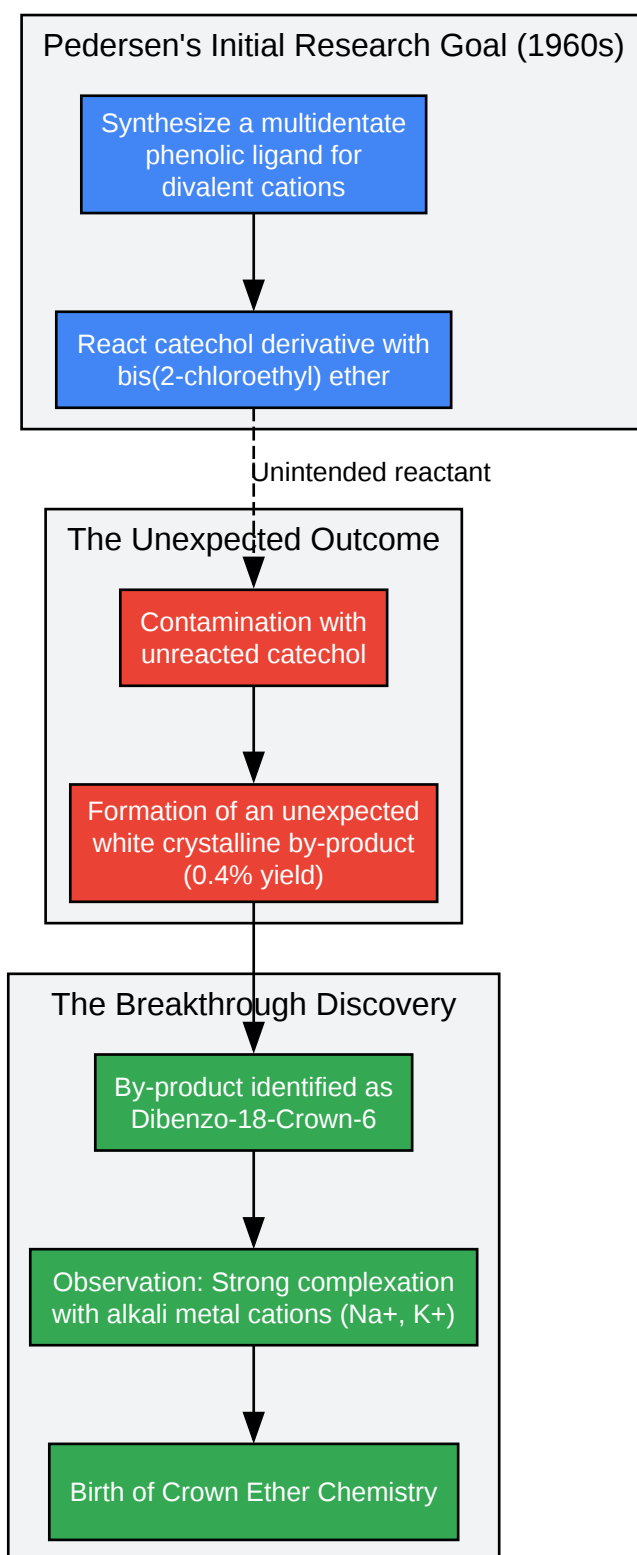 Pedersen's Initial Research Goal (1960s)
Synthesize a multidentate
phenolic ligand for
divalent cations
React catechol derivative with
bis(2-chloroethyl) ether
Unintended reactant
The Unexpected Outcome
Contamination with
unreacted catechol
Formation of an unexpected
white crystalline by-product
(0.4% yield)
The Breakthrough Discovery
By-product identified as
Dibenzo-18-Crown-6
Observation: Strong complexation
with alkali metal cations (Na+, K+)
Birth of Crown Ether Chemistry